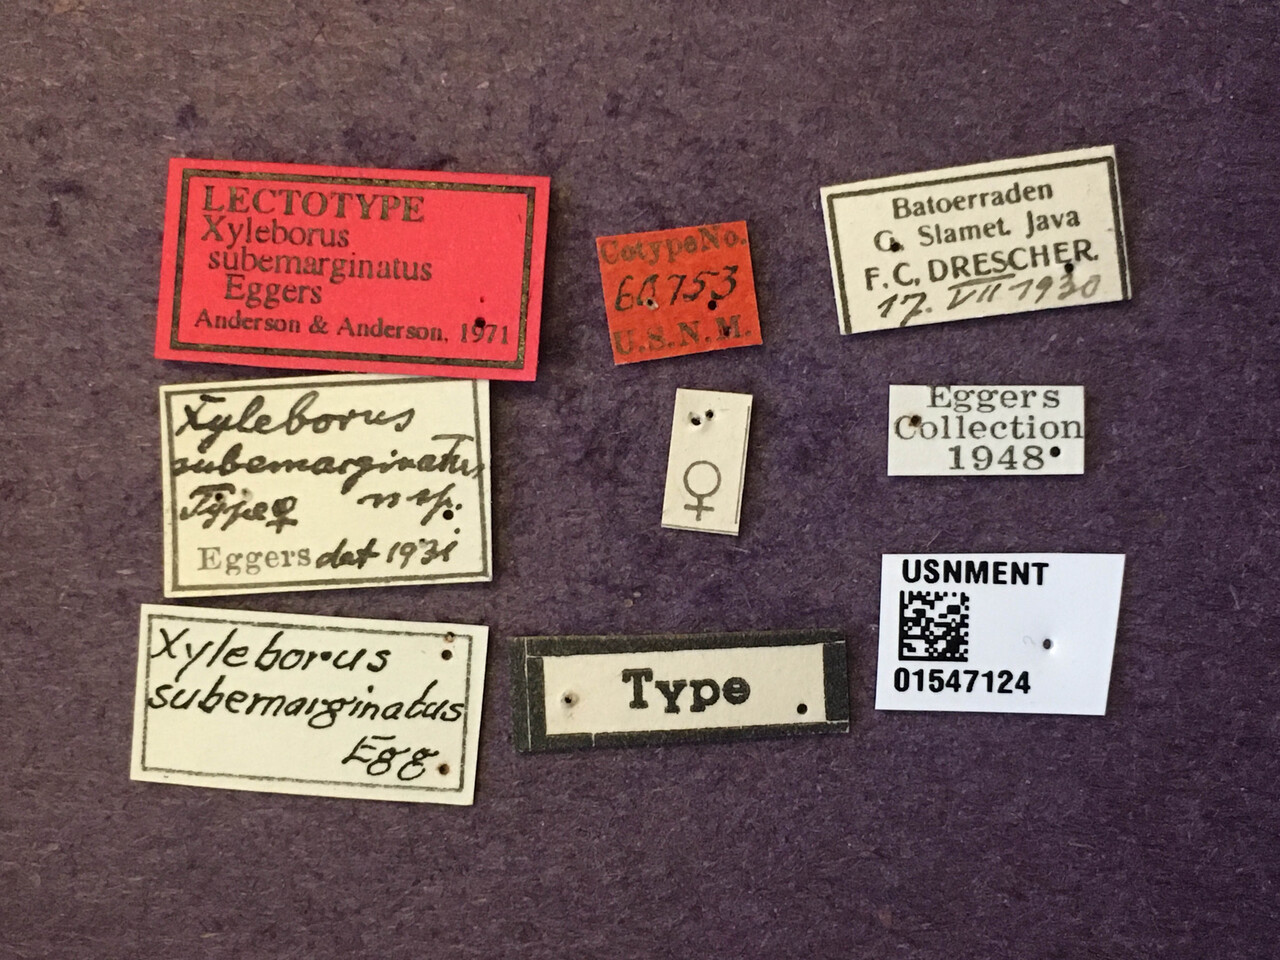 LECTOTYPE
Xyleborus
subemarginatus
Eggers
Anderson & Anderson, 1971
Cotype No.
60753
U.S.N.M.
Batoerraden
G. Slamet, Java
F.C. DRESCHER.
17. VII 1930
Xyleborus
subemarginatus
Type ♀ n sp.
Eggers det 1931
♀
Eggers
Collection
1948
Xyleborus
subemarginatus
Egg
Type
USNMENT
01547124